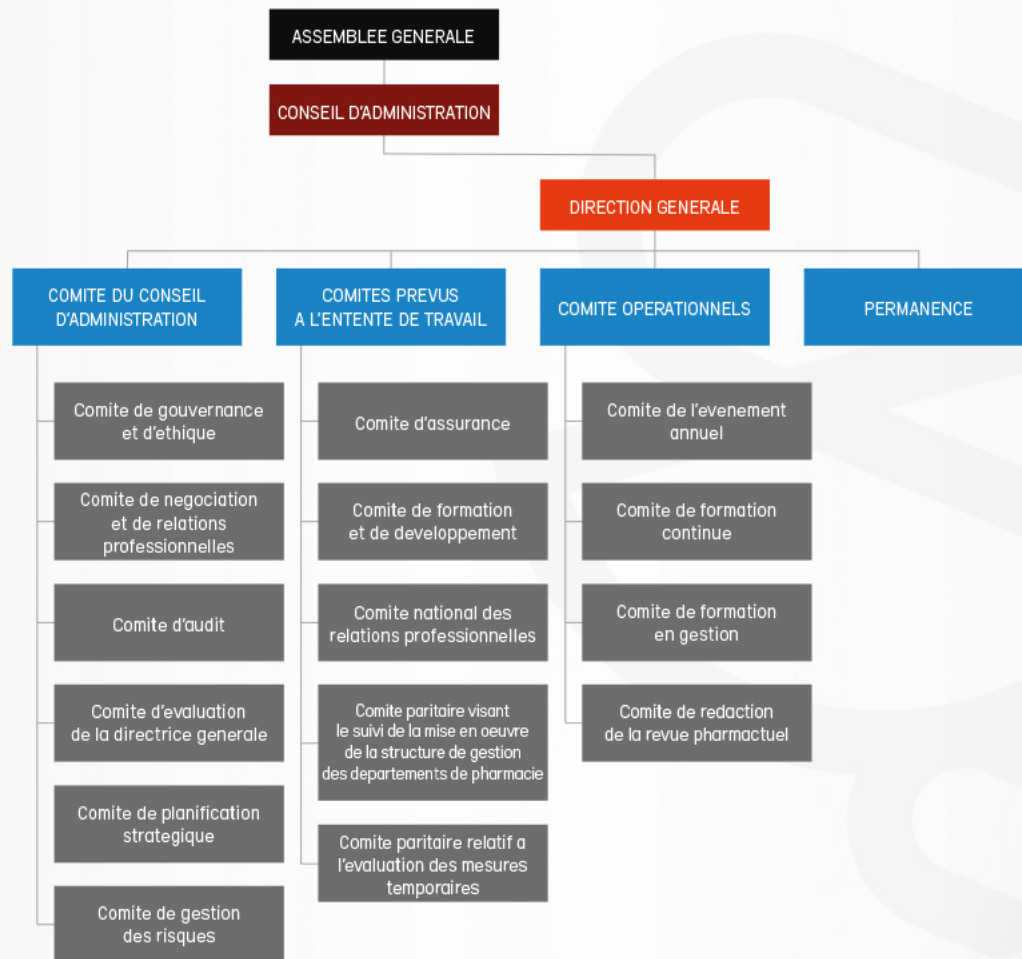 ASSEMBLEE GENERALE
CONSEIL D'ADMINISTRATION
DIRECTION GENERALE
COMITE DU CONSEIL
D'ADMINISTRATION
Comite de gouvernance
et d'ethique
Comite de negociation
et de relations
professionnelles
Comite d'audit
Comite d'evaluation
de la directrice generale
Comite de planification
strategique
Comite de gestion
des risques
COMITES PREVUS
A L'ENTENTE DE TRAVAIL
Comite d'assurance
Comite de formation
et de developpement
Comite national des
relations professionnelles
Comite paritaire visant
le suivi de la mise en oeuvre
de la structure de gestion
des departements de pharmacie
Comite paritaire relatif a
l'evaluation des mesures
temporaires
COMITE OPERATIONNELS
Comite de l'evenement
annuel
Comite de formation
continue
Comite de formation
en gestion
Comite de redaction
de la revue pharmactuel
PERMANENCE